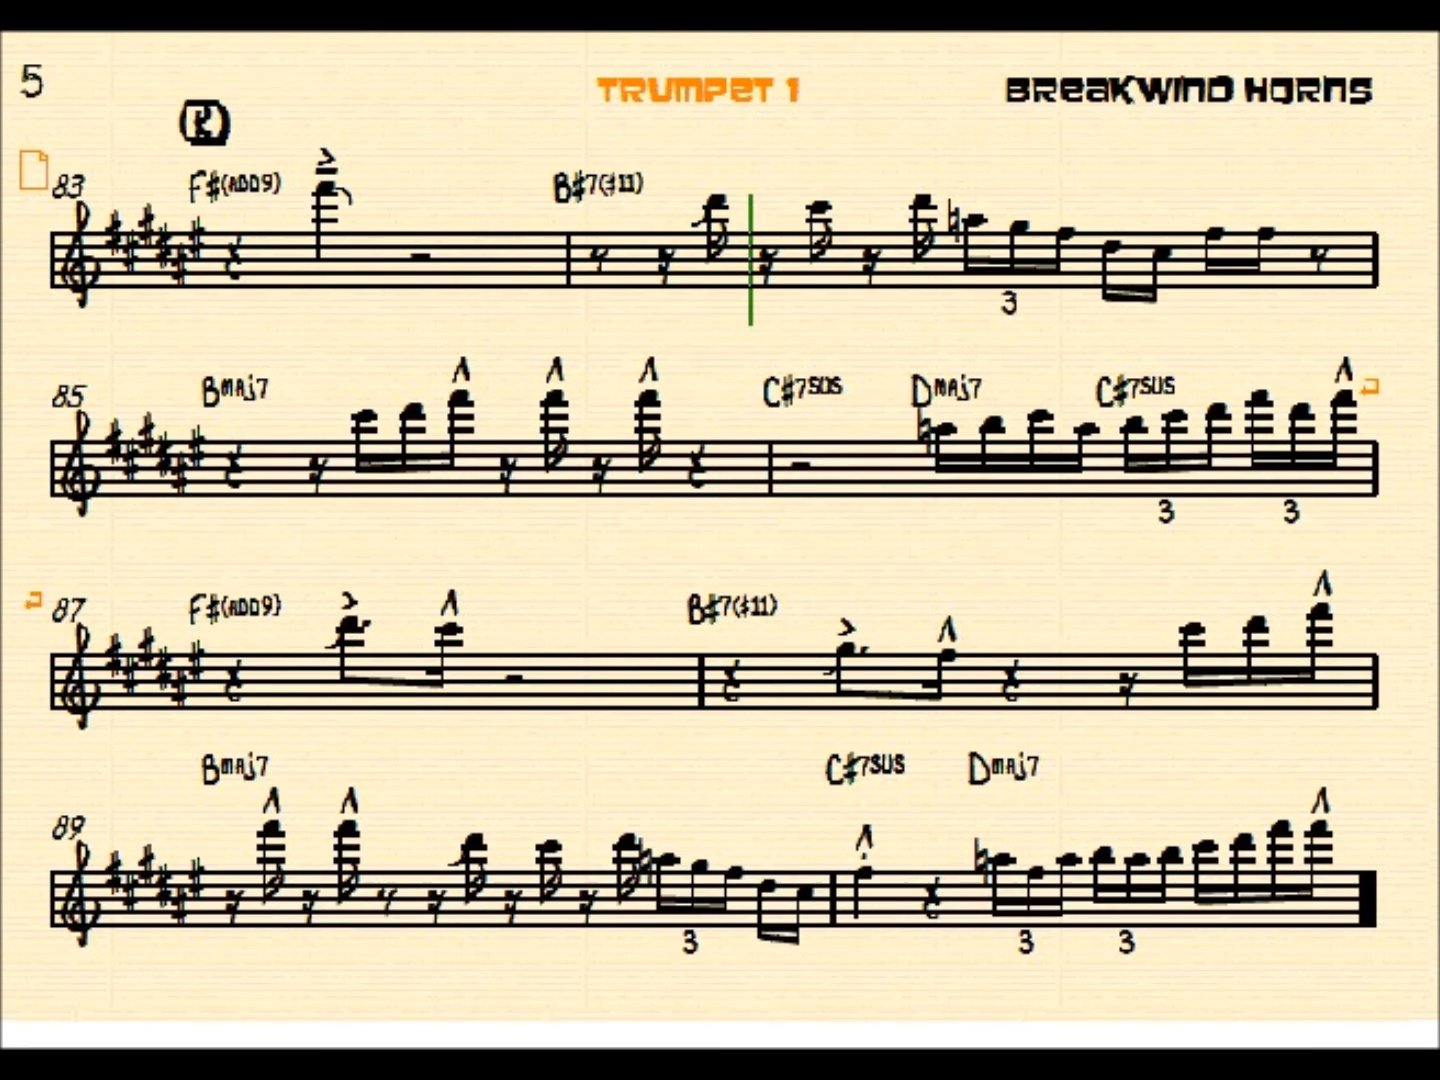 5 TRUMPET 1 BREAKWIND HORNS
K
83 F#(ADD9) B#7(#11)
3
85 BMAJ7 C#7SUS DMAJ7 C#7SUS
3 3
87 F#(ADD9) B#7(#11)
BMAJ7 C#7SUS DMAJ7
89
3 3 3